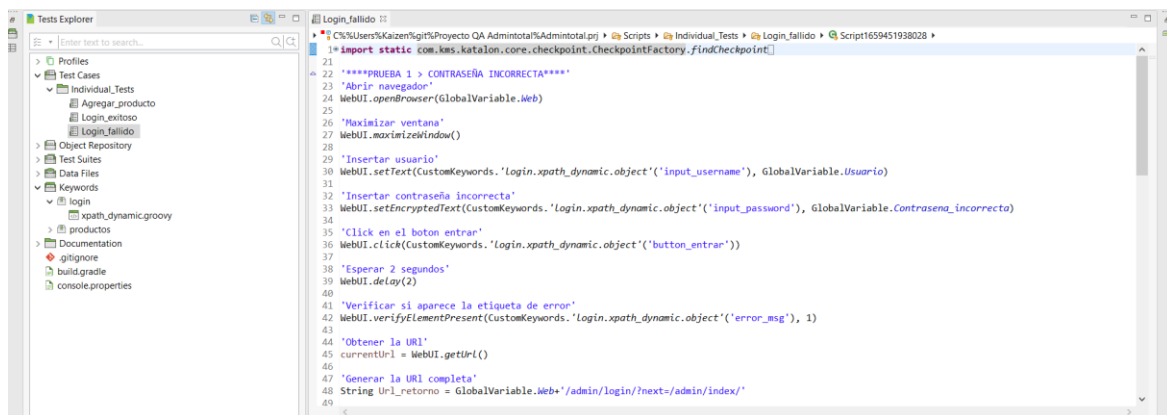 Tests Explorer
Enter text to search...
Profiles
Test Cases
Individual_Tests
Agregar_producto
Login_exitoso
Login_fallido
Object Repository
Test Suites
Data Files
Keywords
login
xpath_dynamic.groovy
productos
Documentation
.gitignore
build.gradle
console.properties
Login_fallido
C%%Users%Kaizen%git%Proyecto QA Admintotal%Admintotal.prj ▸ Scripts ▸ Individual_Tests ▸ Login_fallido ▸ Script1659451938028 ▸
1 import static com.kms.katalon.core.checkpoint.CheckpointFactory.findCheckpoint
21
22 '****PRUEBA 1 > CONTRASEÑA INCORRECTA****'
23 'Abrir navegador'
24 WebUI.openBrowser(GlobalVariable.Web)
25
26 'Maximizar ventana'
27 WebUI.maximizeWindow()
28
29 'Insertar usuario'
30 WebUI.setText(CustomKeywords.'login.xpath_dynamic.object'('input_username'), GlobalVariable.Usuario)
31
32 'Insertar contraseña incorrecta'
33 WebUI.setEncryptedText(CustomKeywords.'login.xpath_dynamic.object'('input_password'), GlobalVariable.Contrasena_incorrecta)
34
35 'Click en el boton entrar'
36 WebUI.click(CustomKeywords.'login.xpath_dynamic.object'('button_entrar'))
37
38 'Esperar 2 segundos'
39 WebUI.delay(2)
40
41 'Verificar si aparece la etiqueta de error'
42 WebUI.verifyElementPresent(CustomKeywords.'login.xpath_dynamic.object'('error_msg'), 1)
43
44 'Obtener la URl'
45 currentUrl = WebUI.getUrl()
46
47 'Generar la URl completa'
48 String Url_retorno = GlobalVariable.Web+'/admin/login/?next=/admin/index/'
49